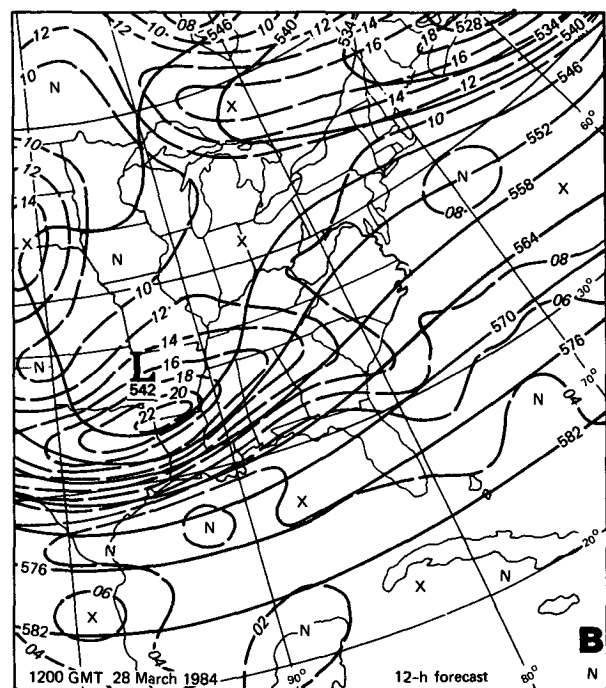 12 08 546 10 540 12 534 14 18 528 534 540
10 N 16 16 546
X 14 12
10 10
60°
552
10 12 14 N 08 558 X
X N X 564
08
10 06 30°
12 570
14 576
N L 16 70°
542 18
20 N 04
22 582
X
N
N 20°
576
06 X N
X
582 02 N B
04 04 N
1200 GMT 28 March 1984 90° 12-h forecast 80°